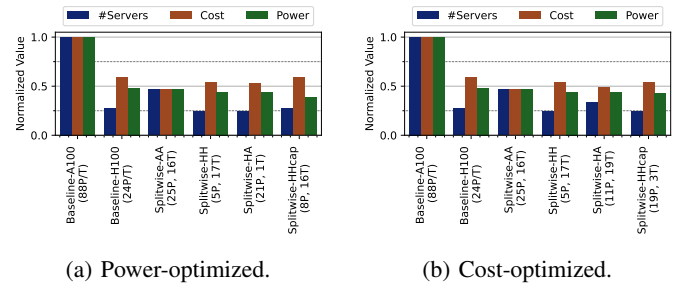 #Servers Cost Power
Normalized Value
1.0
0.5
0.0
Baseline-A100
(88P/T)
Baseline-H100
(24P/T)
Splitwise-AA
(25P, 16T)
Splitwise-HH
(5P, 17T)
Splitwise-HA
(21P, 1T)
Splitwise-HHcap
(8P, 16T)
(a) Power-optimized.
#Servers Cost Power
Normalized Value
1.0
0.5
0.0
Baseline-A100
(88P/T)
Baseline-H100
(24P/T)
Splitwise-AA
(25P, 16T)
Splitwise-HH
(5P, 17T)
Splitwise-HA
(11P, 19T)
Splitwise-HHcap
(19P, 3T)
(b) Cost-optimized.